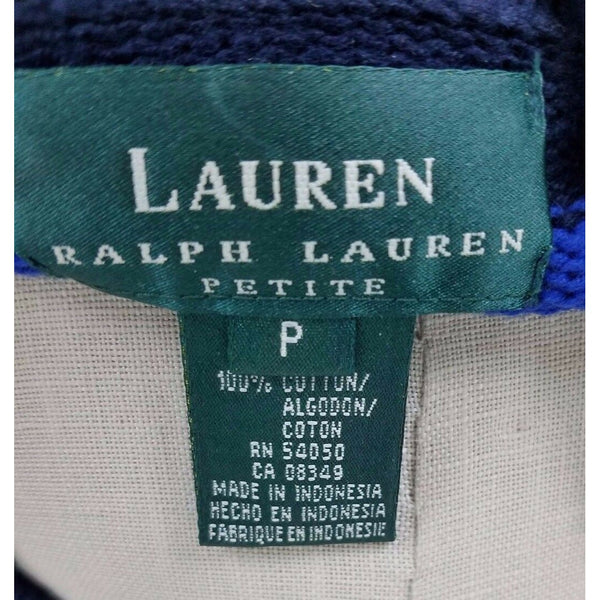 LAUREN
RALPH LAUREN
PETITE
P
100% COTTON/
ALGODON/
COTON
RN 54050
CA 08349
MADE IN INDONESIA
HECHO EN INDONESIA
FABRIQUE EN INDONESIE